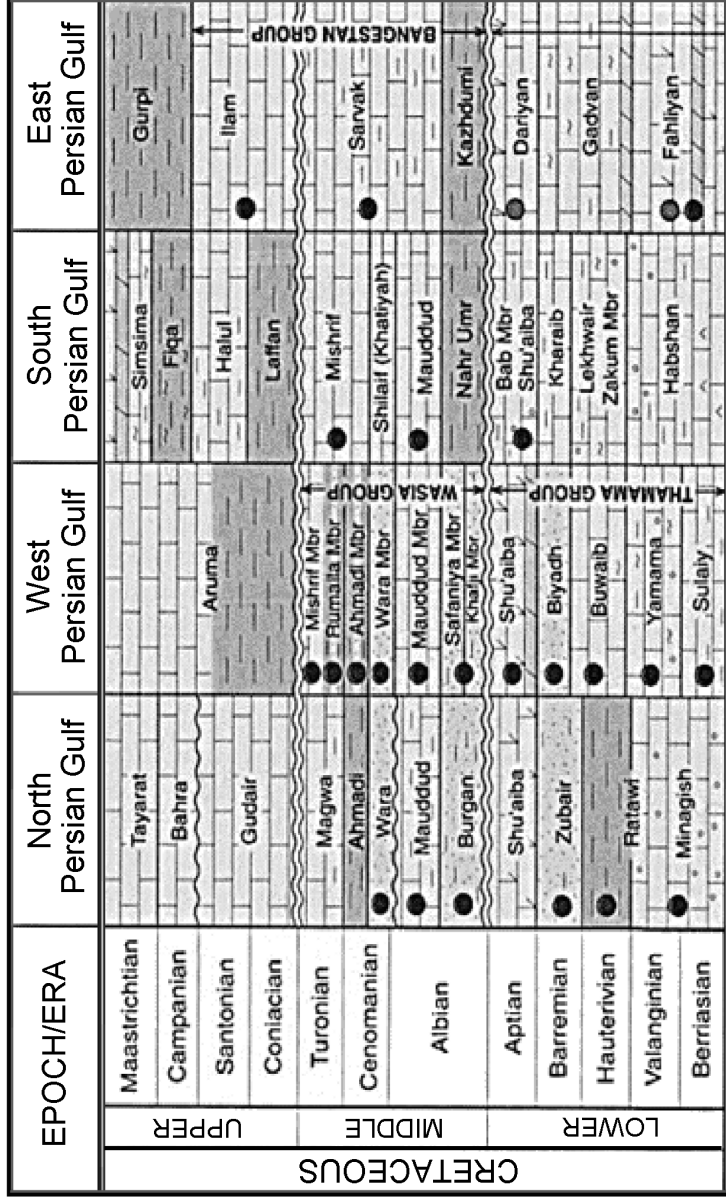 EPOCH/ERA
North
Persian Gulf
West
Persian Gulf
South
Persian Gulf
East
Persian Gulf
CRETACEOUS
UPPER
MIDDLE
LOWER
Maastrichtian
Campanian
Santonian
Coniacian
Turonian
Cenomanian
Albian
Aptian
Barremian
Hauterivian
Valanginian
Berriasian
Tayarat
Bahra
Gudair
Magwa
Ahmadi
Wara
Mauddud
Burgan
Shu'aiba
Zubair
Ratawi
Minagish
Aruma
Mishrif Mbr
Rumaila Mbr
Ahmadi Mbr
Wara Mbr
Mauddud Mbr
Safaniya Mbr
Khafji Mbr
Shu'aiba
Biyadh
Buwaib
Yamama
Sulaiy
WASIA GROUP
THAMAMA GROUP
Simsima
Fiqa
Halul
Laffan
Mishrif
Shilaif (Khatiyah)
Mauddud
Nahr Umr
Bab Mbr
Shu'aiba
Kharaib
Lekhwair
Zakum Mbr
Habshan
Gurpi
Ilam
Sarvak
Kazhdumi
Dariyan
Gadvan
Fahliyan
BANGESTAN GROUP